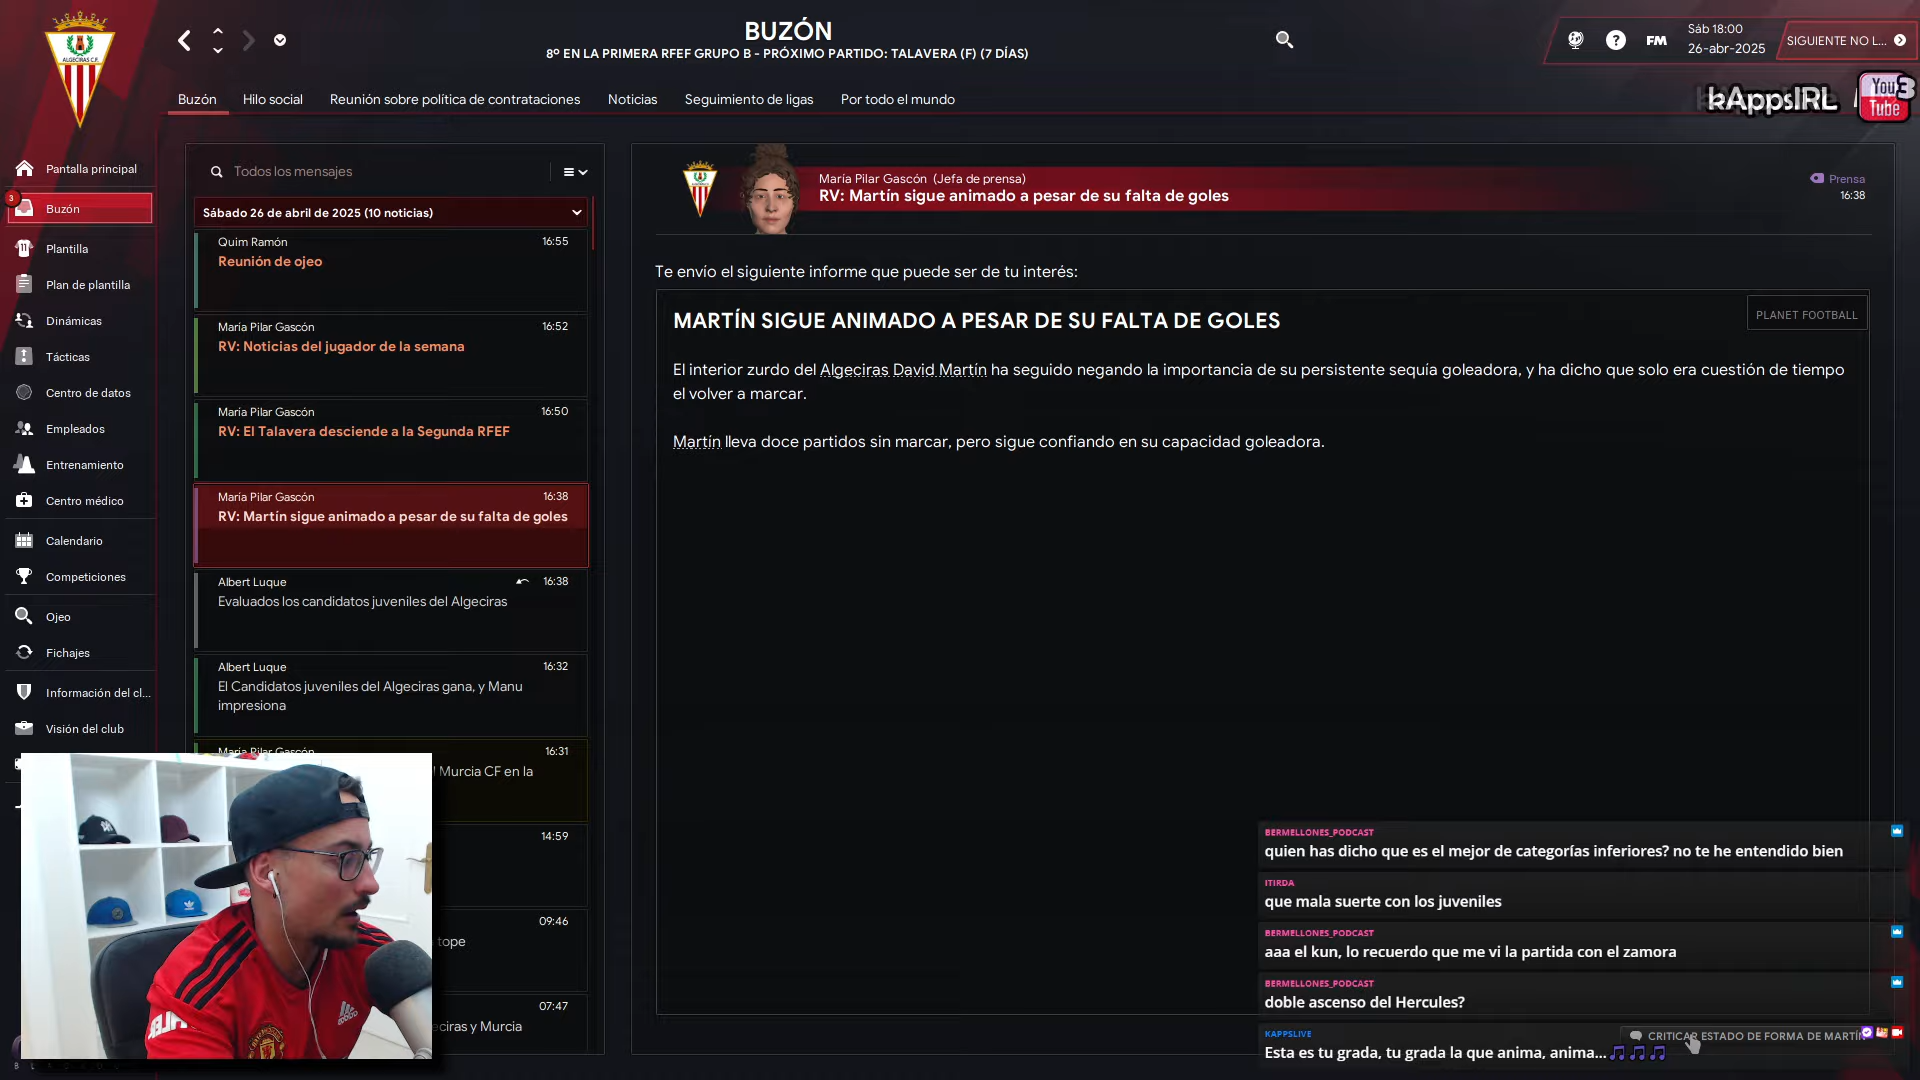 BUZÓN
8º EN LA PRIMERA RFEF GRUPO B - PRÓXIMO PARTIDO: TALAVERA (F) (7 DÍAS)
FM
Sáb 18:00
26-abr-2025
SIGUIENTE NO L...
ALGECIRAS C.F.
Buzón
Hilo social
Reunión sobre política de contrataciones
Noticias
Seguimiento de ligas
Por todo el mundo
kAppsIRL
You
Tube
Pantalla principal
3
Buzón
Plantilla
Plan de plantilla
Dinámicas
Tácticas
Centro de datos
Empleados
Entrenamiento
Centro médico
Calendario
Competiciones
Ojeo
Fichajes
Información del cl...
Visión del club
Todos los mensajes
Sábado 26 de abril de 2025 (10 noticias)
Quim Ramón 16:55
Reunión de ojeo
María Pilar Gascón 16:52
RV: Noticias del jugador de la semana
María Pilar Gascón 16:50
RV: El Talavera desciende a la Segunda RFEF
María Pilar Gascón 16:38
RV: Martín sigue animado a pesar de su falta de goles
Albert Luque 16:38
Evaluados los candidatos juveniles del Algeciras
Albert Luque 16:32
El Candidatos juveniles del Algeciras gana, y Manu
impresiona
María Pilar Gascón 16:31
Murcia CF en la
14:59
09:46
tope
07:47
eciras y Murcia
María Pilar Gascón (Jefa de prensa)
RV: Martín sigue animado a pesar de su falta de goles
Prensa
16:38
Te envío el siguiente informe que puede ser de tu interés:
MARTÍN SIGUE ANIMADO A PESAR DE SU FALTA DE GOLES
PLANET FOOTBALL
El interior zurdo del Algeciras David Martín ha seguido negando la importancia de su persistente sequía goleadora, y ha dicho que solo era cuestión de tiempo
el volver a marcar.
Martín lleva doce partidos sin marcar, pero sigue confiando en su capacidad goleadora.
BERMELLONES_PODCAST
quien has dicho que es el mejor de categorías inferiores? no te he entendido bien
ITIRDA
que mala suerte con los juveniles
BERMELLONES_PODCAST
aaa el kun, lo recuerdo que me vi la partida con el zamora
BERMELLONES_PODCAST
doble ascenso del Hercules?
KAPPSLIVE
CRITICAR ESTADO DE FORMA DE MARTÍN
Esta es tu grada, tu grada la que anima, anima...